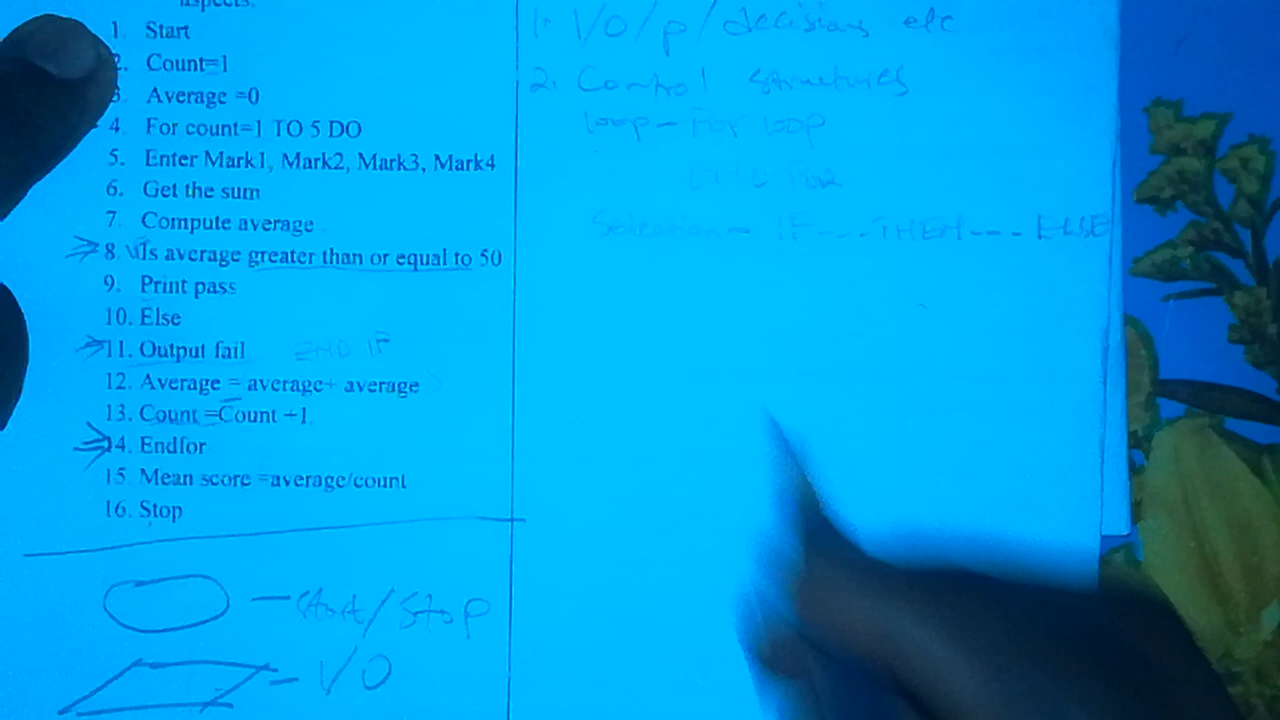 aspects.
1. Start
2. Count=1
3. Average =0
4. For count=1 TO 5 DO
5. Enter Mark1, Mark2, Mark3, Mark4
6. Get the sum
7. Compute average
8. Is average greater than or equal to 50
9. Print pass
10. Else
11. Output fail END IF
12. Average = average+ average
13. Count =Count +1
14. Endfor
15. Mean score =average/count
16. Stop
— Start/Stop
— I/O
1. I/O/p/decisions etc
2. Control structures
loop — For loop
END FOR
Selection — IF---THEN--- ELSE